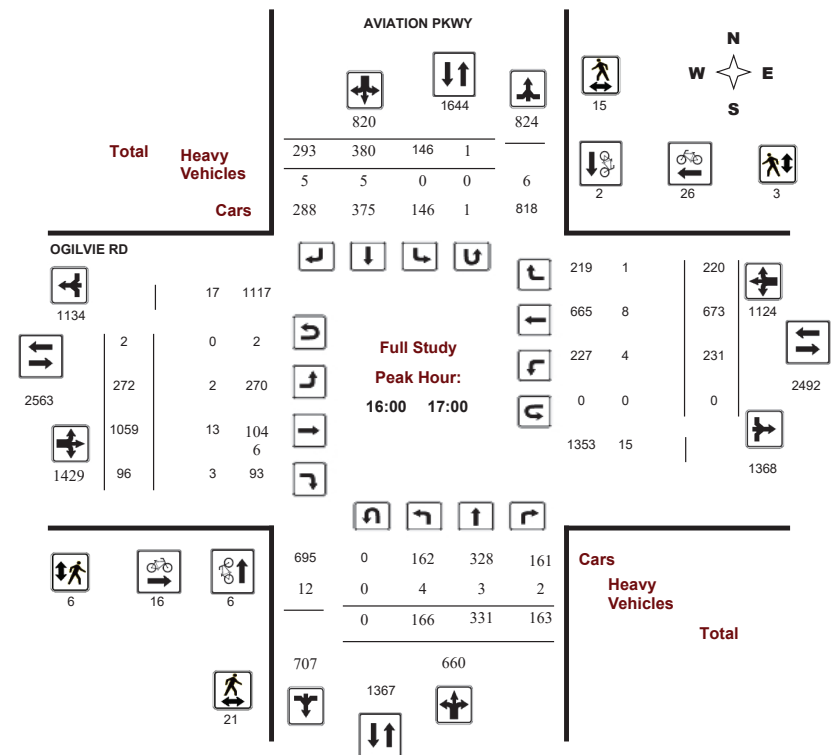 AVIATION PKWY
N
W E
S
1644
15
820
824
Total
Heavy
Vehicles
Cars
293 380 146 1
5 5 0 0 6
288 375 146 1 818
2 26 3
OGILVIE RD
1134
17 1117
2 0 2
2563
272 2 270
1059 13 104
6
1429
96 3 93
Full Study
Peak Hour:
16:00 17:00
219 1 220
1124
665 8 673
227 4 231
2492
0 0 0
1353 15
1368
695 0 162 328 161
12 0 4 3 2
0 166 331 163
707 660
1367
Cars
Heavy
Vehicles
Total
6 16 6
21